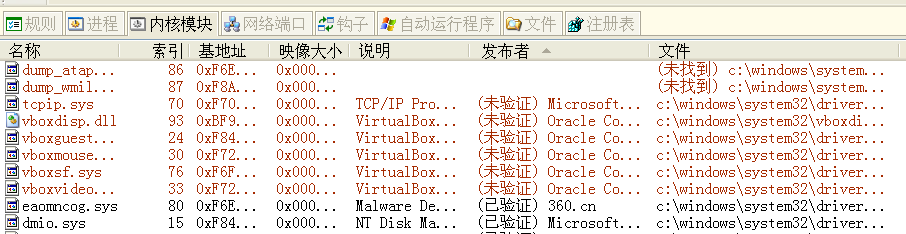 规则 进程 内核模块 网络端口 钩子 自动运行程序 文件 注册表
名称 索引 基地址 映像大小 说明 发布者 文件
dump_atap... 86 0xF6E... 0x000... (未找到) c:\windows\system...
dump_wmil... 87 0xF8A... 0x000... (未找到) c:\windows\system...
tcpip.sys 70 0xF70... 0x000... TCP/IP Pro... (未验证) Microsoft... c:\windows\system32\driver...
vboxdisp.dll 93 0xBF9... 0x000... VirtualBox... (未验证) Oracle Co... c:\windows\system32\vboxdi...
vboxguest... 24 0xF84... 0x000... VirtualBox... (未验证) Oracle Co... c:\windows\system32\driver...
vboxmouse... 30 0xF72... 0x000... VirtualBox... (未验证) Oracle Co... c:\windows\system32\driver...
vboxsf.sys 76 0xF6F... 0x000... VirtualBox... (未验证) Oracle Co... c:\windows\system32\driver...
vboxvideo... 33 0xF72... 0x000... VirtualBox... (未验证) Oracle Co... c:\windows\system32\driver...
eaomncog.sys 80 0xF6E... 0x000... Malware De... (已验证) 360.cn c:\windows\system32\driver...
dmio.sys 15 0xF84... 0x000... NT Disk Ma... (已验证) Microsoft... c:\windows\system32\driver...